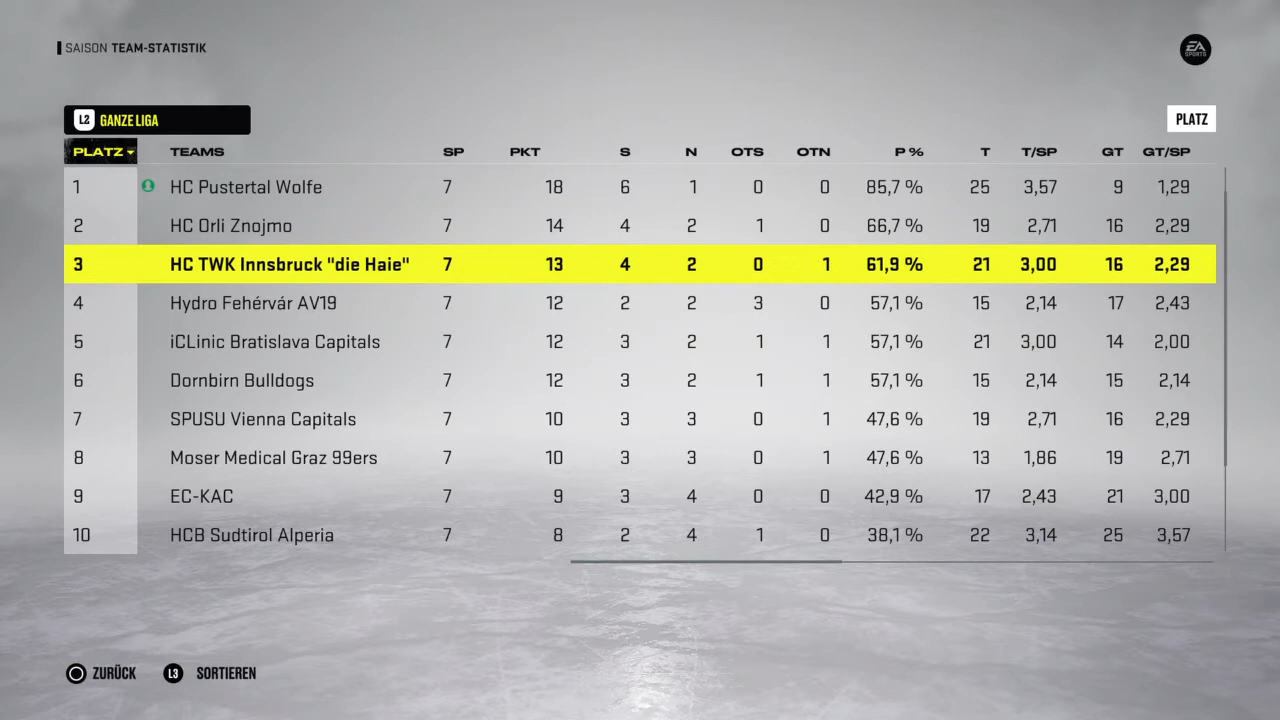 SAISON TEAM-STATISTIK
EA SPORTS
L2 GANZE LIGA
PLATZ
PLATZ TEAMS SP PKT S N OTS OTN P % T T/SP GT GT/SP
1 HC Pustertal Wolfe 7 18 6 1 0 0 85,7 % 25 3,57 9 1,29
2 HC Orli Znojmo 7 14 4 2 1 0 66,7 % 19 2,71 16 2,29
3 HC TWK Innsbruck "die Haie" 7 13 4 2 0 1 61,9 % 21 3,00 16 2,29
4 Hydro Fehérvár AV19 7 12 2 2 3 0 57,1 % 15 2,14 17 2,43
5 iCLinic Bratislava Capitals 7 12 3 2 1 1 57,1 % 21 3,00 14 2,00
6 Dornbirn Bulldogs 7 12 3 2 1 1 57,1 % 15 2,14 15 2,14
7 SPUSU Vienna Capitals 7 10 3 3 0 1 47,6 % 19 2,71 16 2,29
8 Moser Medical Graz 99ers 7 10 3 3 0 1 47,6 % 13 1,86 19 2,71
9 EC-KAC 7 9 3 4 0 0 42,9 % 17 2,43 21 3,00
10 HCB Sudtirol Alperia 7 8 2 4 1 0 38,1 % 22 3,14 25 3,57
ZURÜCK L3 SORTIEREN